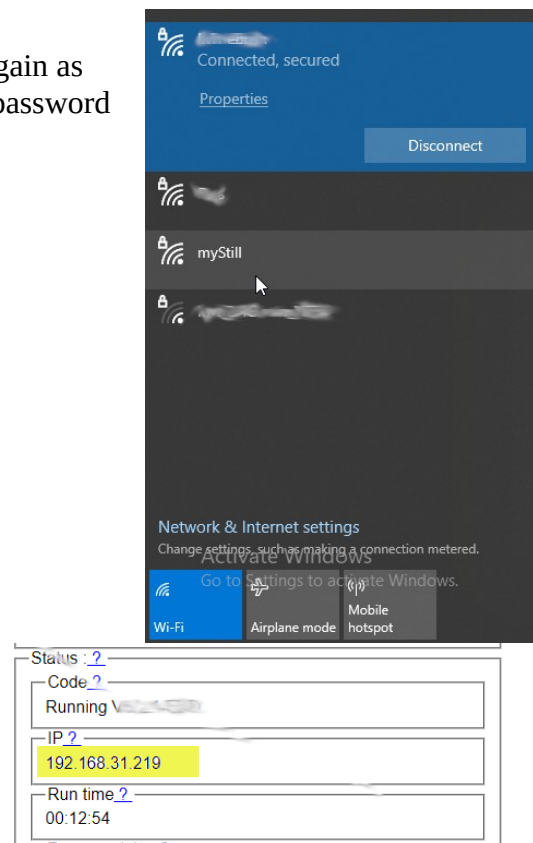 gain as
password
Connected, secured
Properties
Disconnect
myStill
Network & Internet settings
Change settings, such as making a connection metered.
Activate Windows
Go to Settings to activate Windows.
Wi-Fi
Airplane mode
Mobile
hotspot
Status : ?
Code ?
Running
IP ?
192.168.31.219
Run time ?
00:12:54